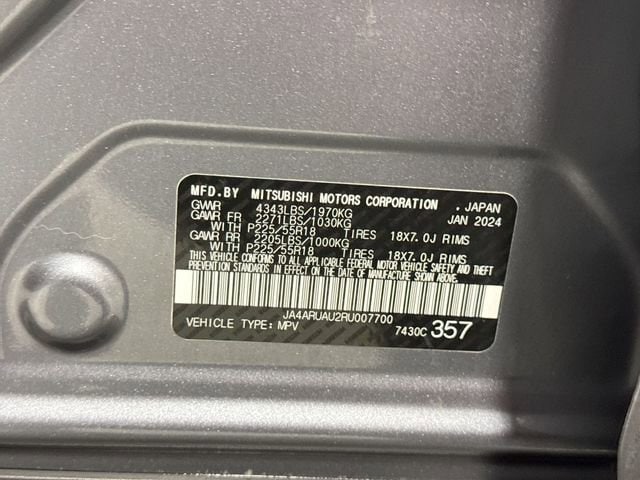 MFD.BY MITSUBISHI MOTORS CORPORATION . JAPAN
GVWR 4343LBS/1970KG JAN 2024
GAWR FR 2271LBS/1030KG
WITH P225/55R18 TIRES 18X7.0J RIMS
GAWR RR 2205LBS/1000KG
WITH P225/55R18 TIRES 18X7.0J RIMS
THIS VEHICLE CONFORMS TO ALL APPLICABLE FEDERAL MOTOR VEHICLE SAFETY AND THEFT
PREVENTION STANDARDS IN EFFECT ON THE DATE OF MANUFACTURE SHOWN ABOVE.
JA4ARUAU2RU007700
VEHICLE TYPE: MPV 7430C 357